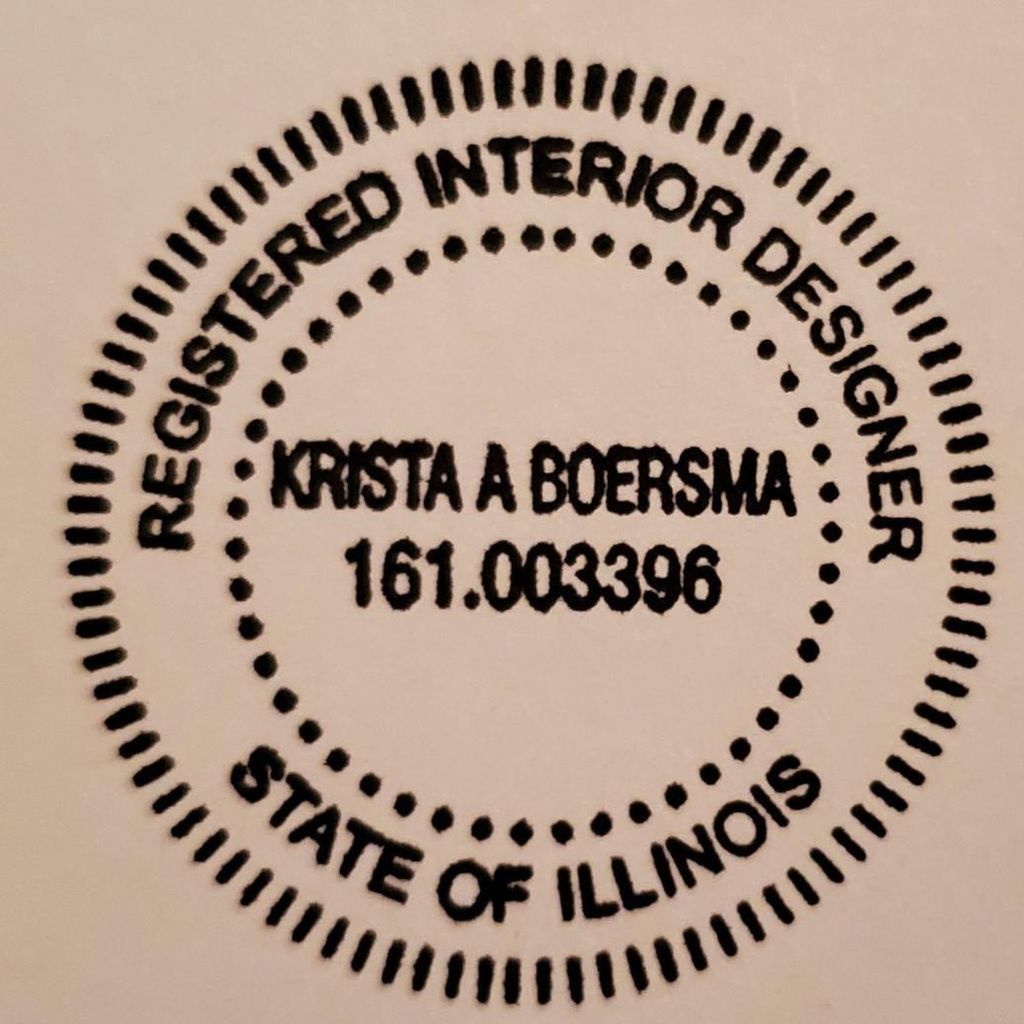 REGISTERED INTERIOR DESIGNER
KRISTA A BOERSMA
161.003396
STATE OF ILLINOIS